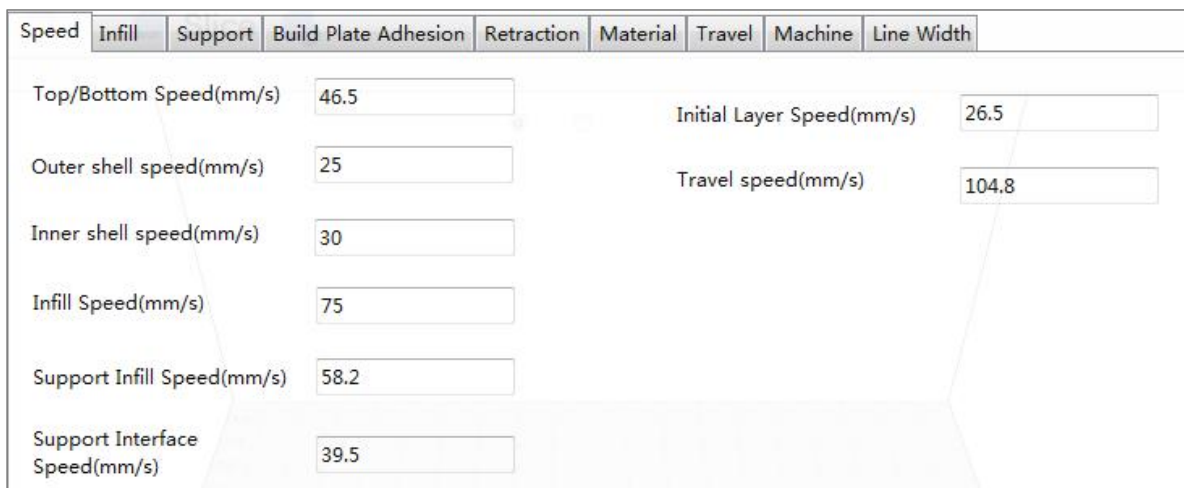 Slice
Speed Infill Support Build Plate Adhesion Retraction Material Travel Machine Line Width
Top/Bottom Speed(mm/s) 46.5
Initial Layer Speed(mm/s) 26.5
Outer shell speed(mm/s) 25
Travel speed(mm/s) 104.8
Inner shell speed(mm/s) 30
Infill Speed(mm/s) 75
Support Infill Speed(mm/s) 58.2
Support Interface
Speed(mm/s) 39.5